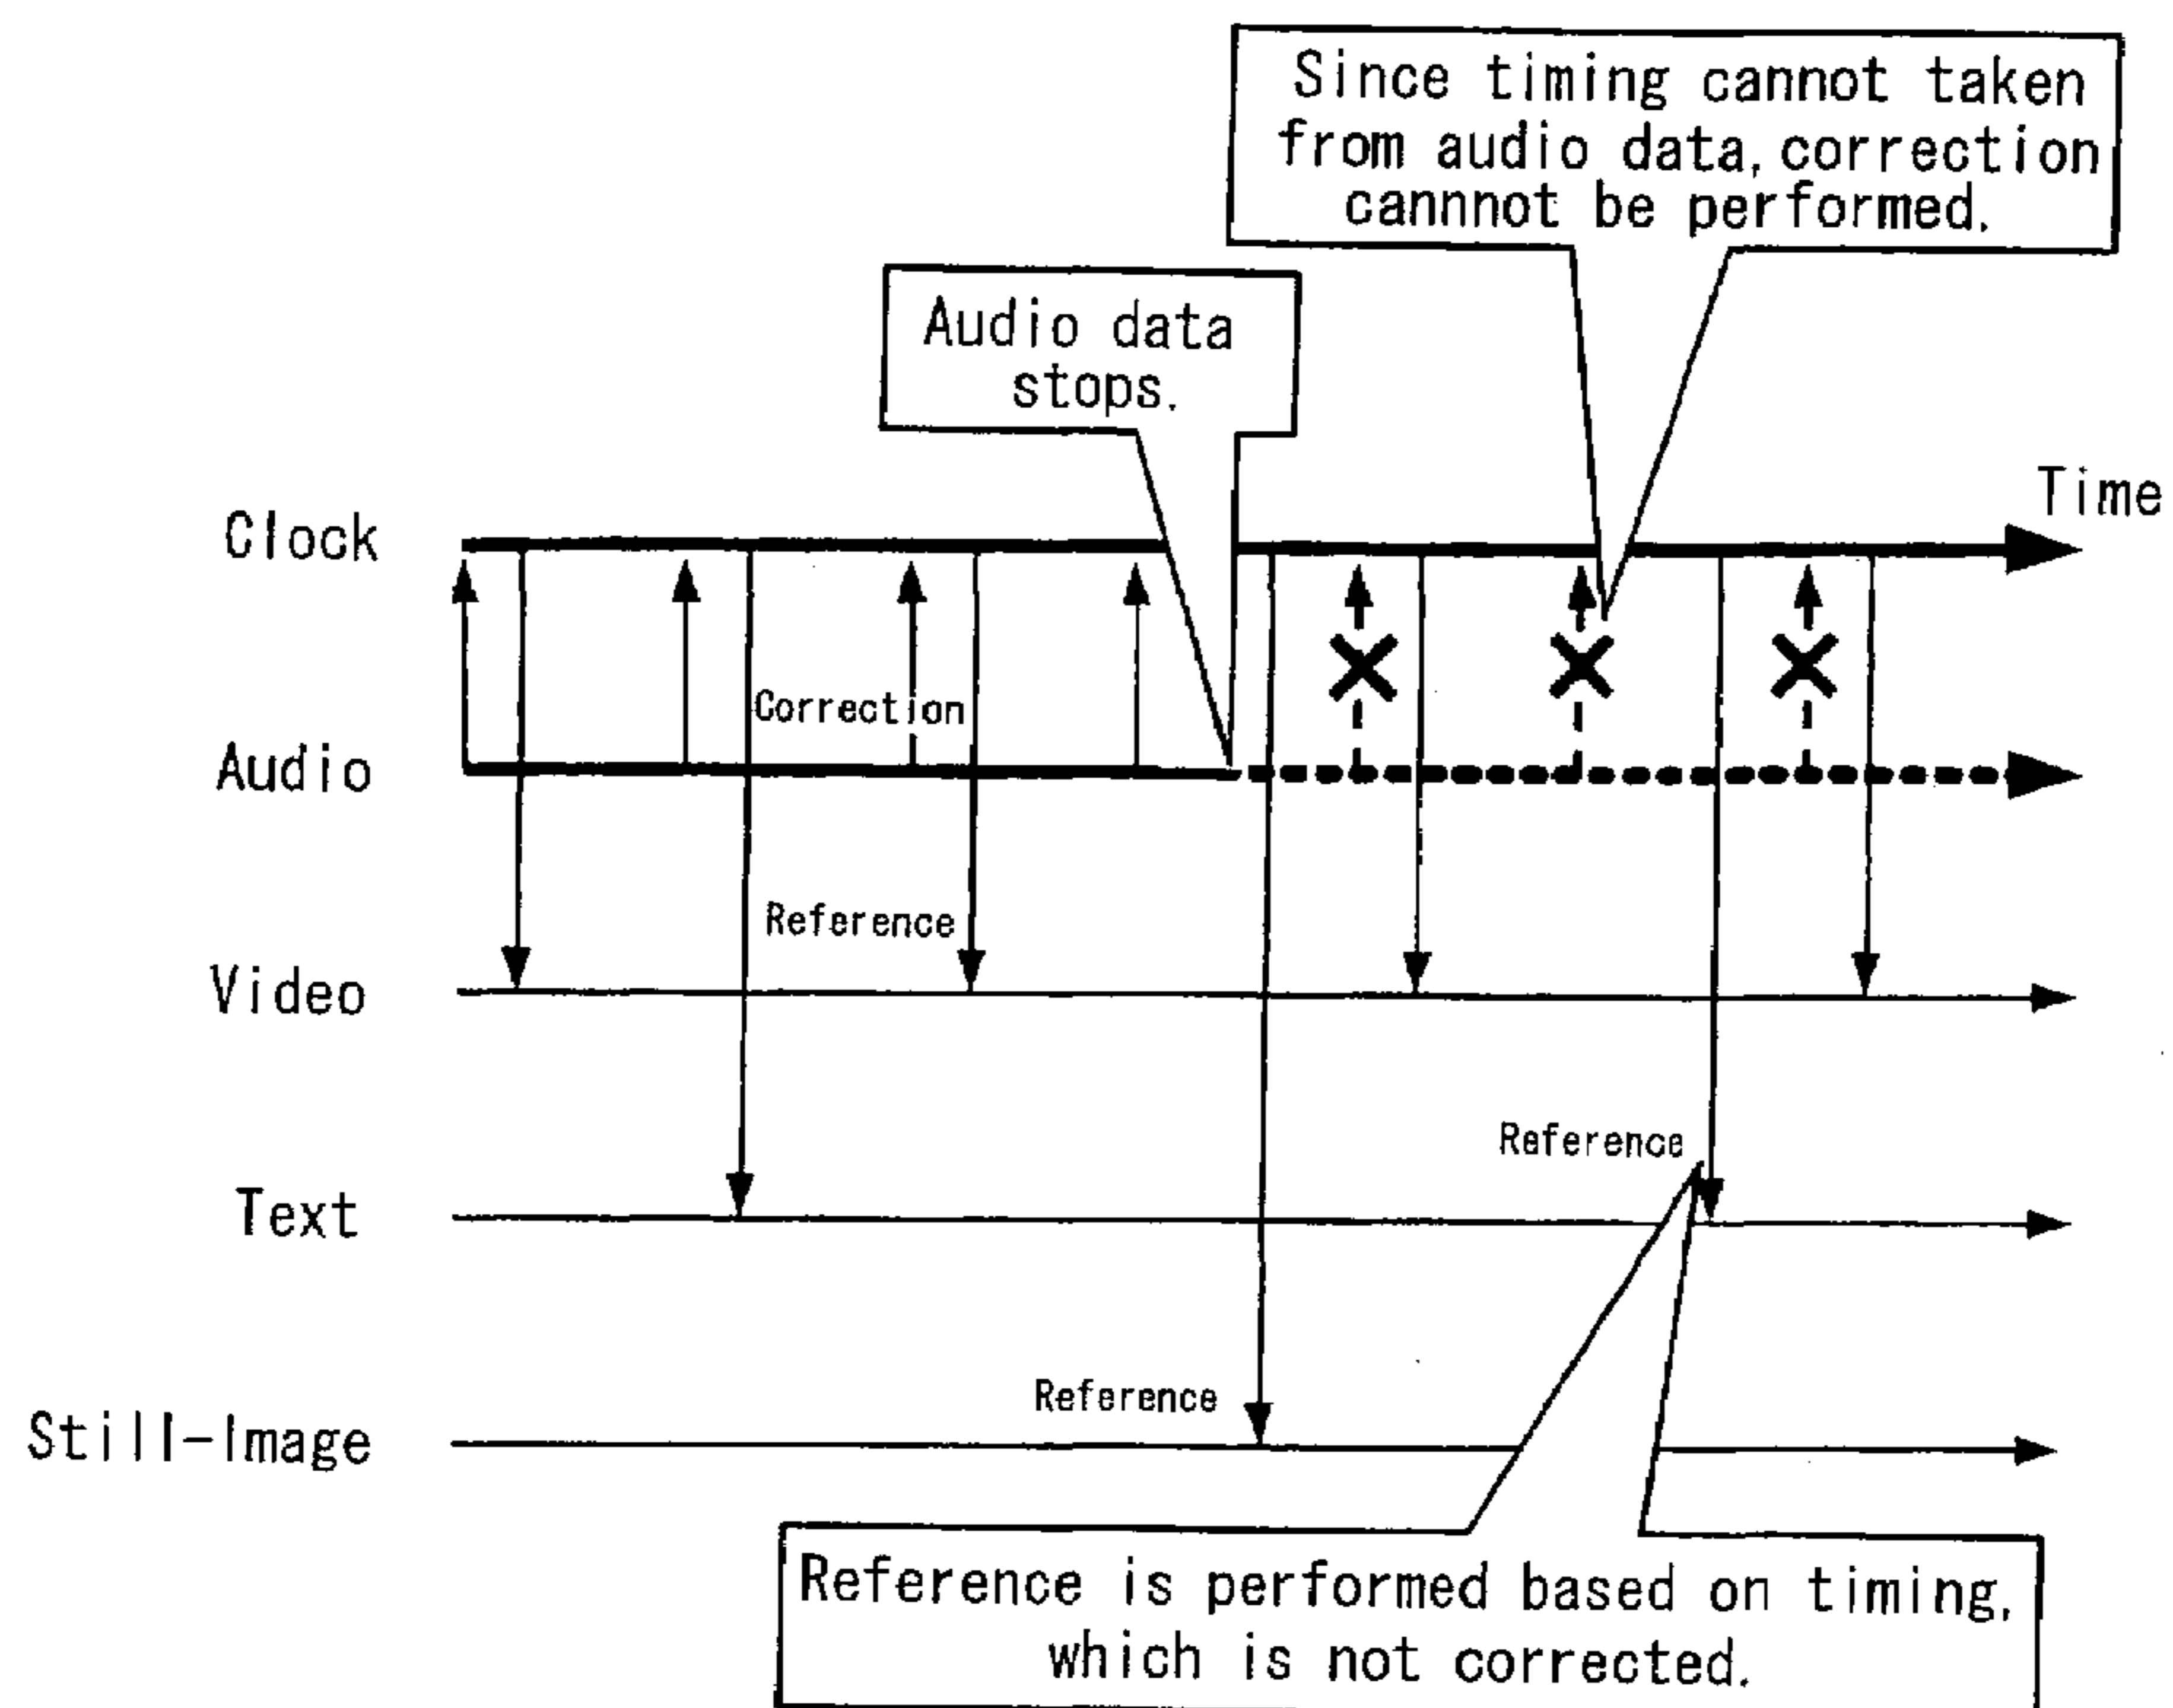 Since timing cannot taken
from audio data, correction
cannnot be performed.
Audio data
stops.
Time
Clock
Correction
Audio
Reference
Video
Reference
Text
Reference
Still-Image
Reference is performed based on timing,
which is not corrected.